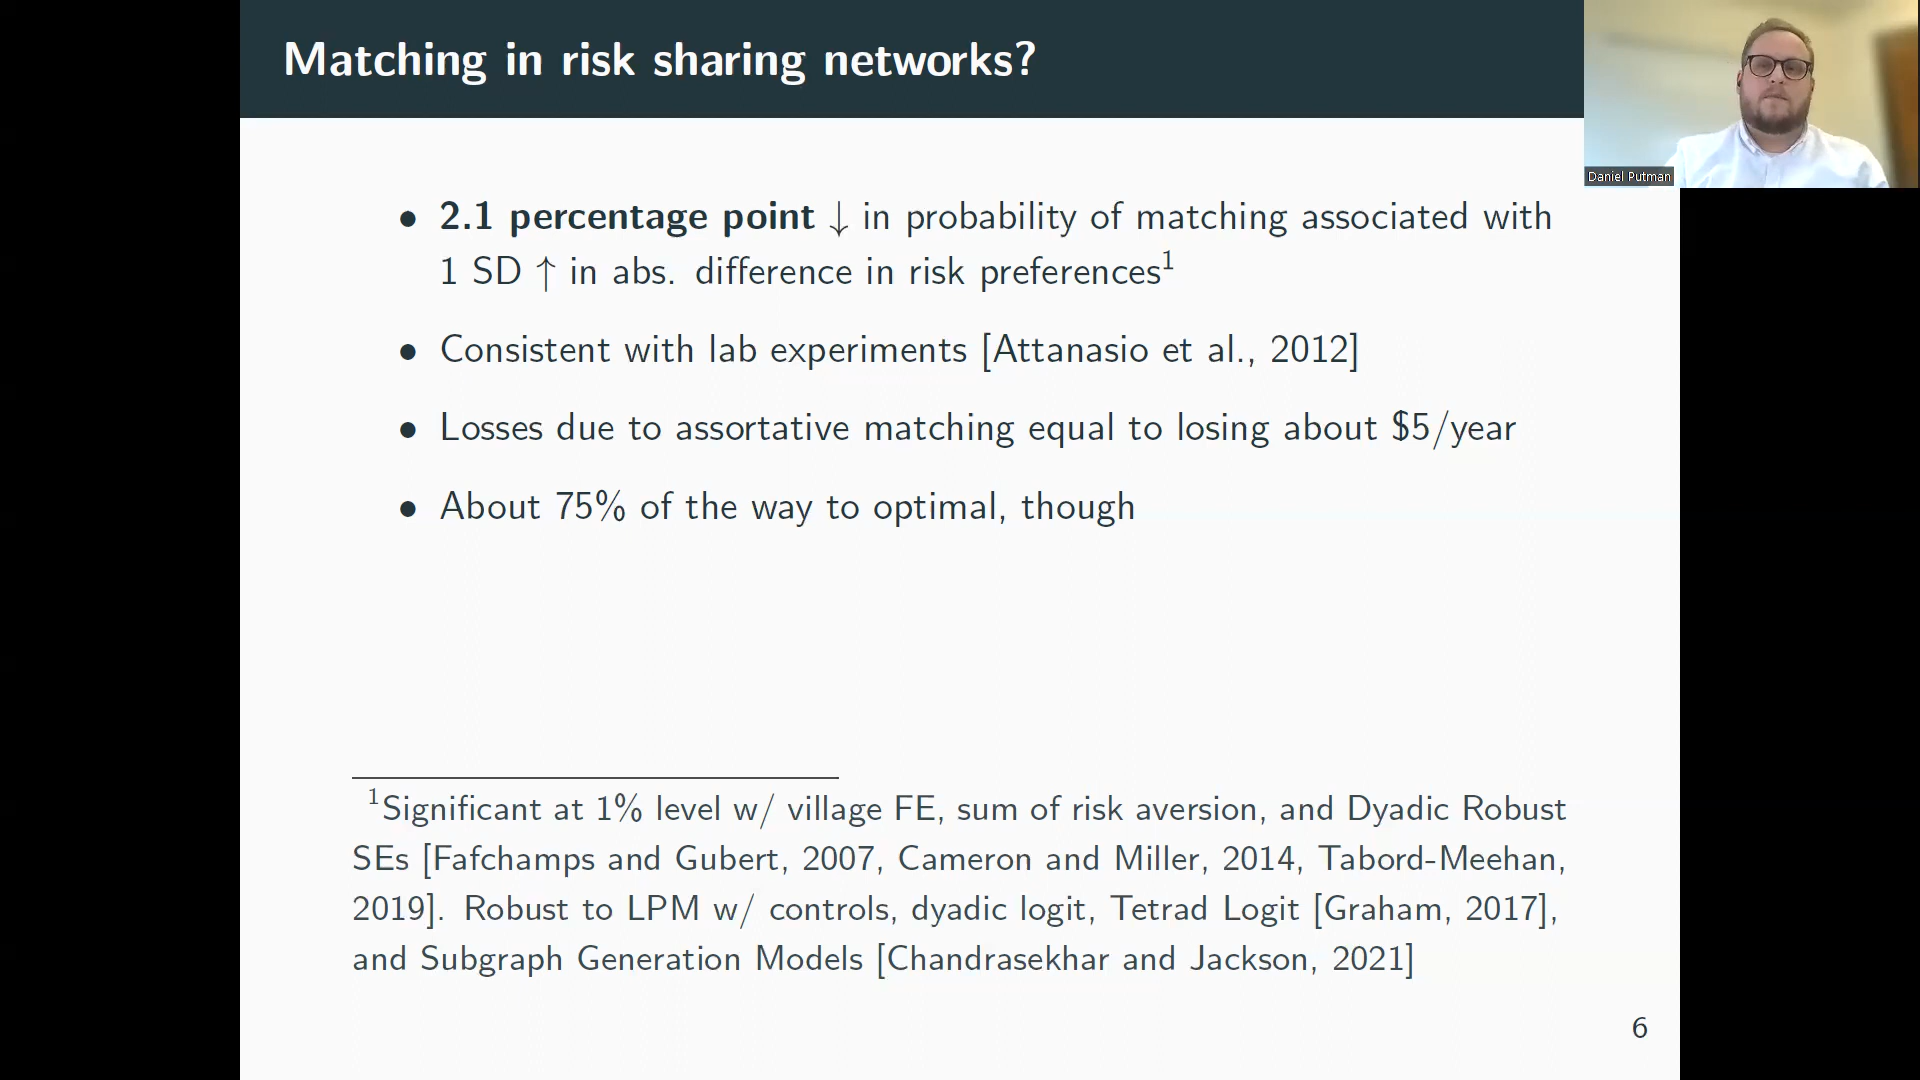 Matching in risk sharing networks?
Daniel Putman
• 2.1 percentage point ↓ in probability of matching associated with
1 SD ↑ in abs. difference in risk preferences¹
• Consistent with lab experiments [Attanasio et al., 2012]
• Losses due to assortative matching equal to losing about $5/year
• About 75% of the way to optimal, though
¹Significant at 1% level w/ village FE, sum of risk aversion, and Dyadic Robust
SEs [Fafchamps and Gubert, 2007, Cameron and Miller, 2014, Tabord-Meehan,
2019]. Robust to LPM w/ controls, dyadic logit, Tetrad Logit [Graham, 2017],
and Subgraph Generation Models [Chandrasekhar and Jackson, 2021]
6